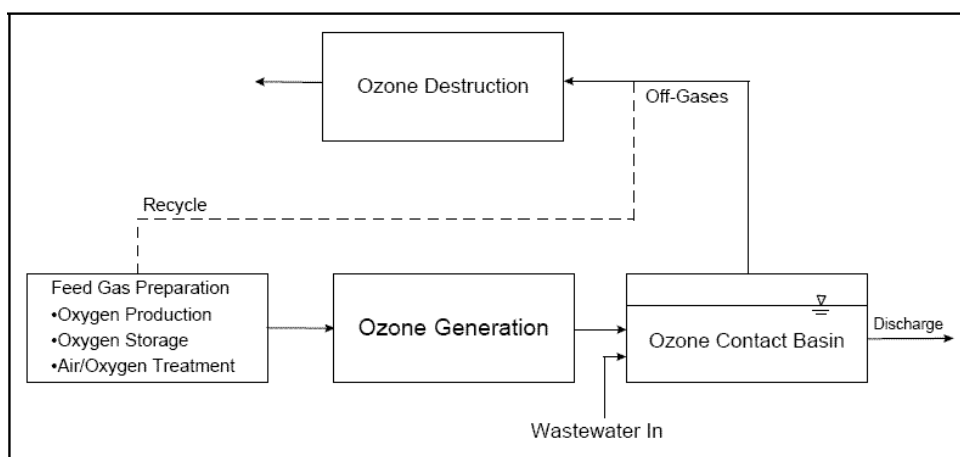 Ozone Destruction
Off-Gases
Recycle
Feed Gas Preparation
•Oxygen Production
•Oxygen Storage
•Air/Oxygen Treatment
Ozone Generation
Ozone Contact Basin
Discharge
Wastewater In